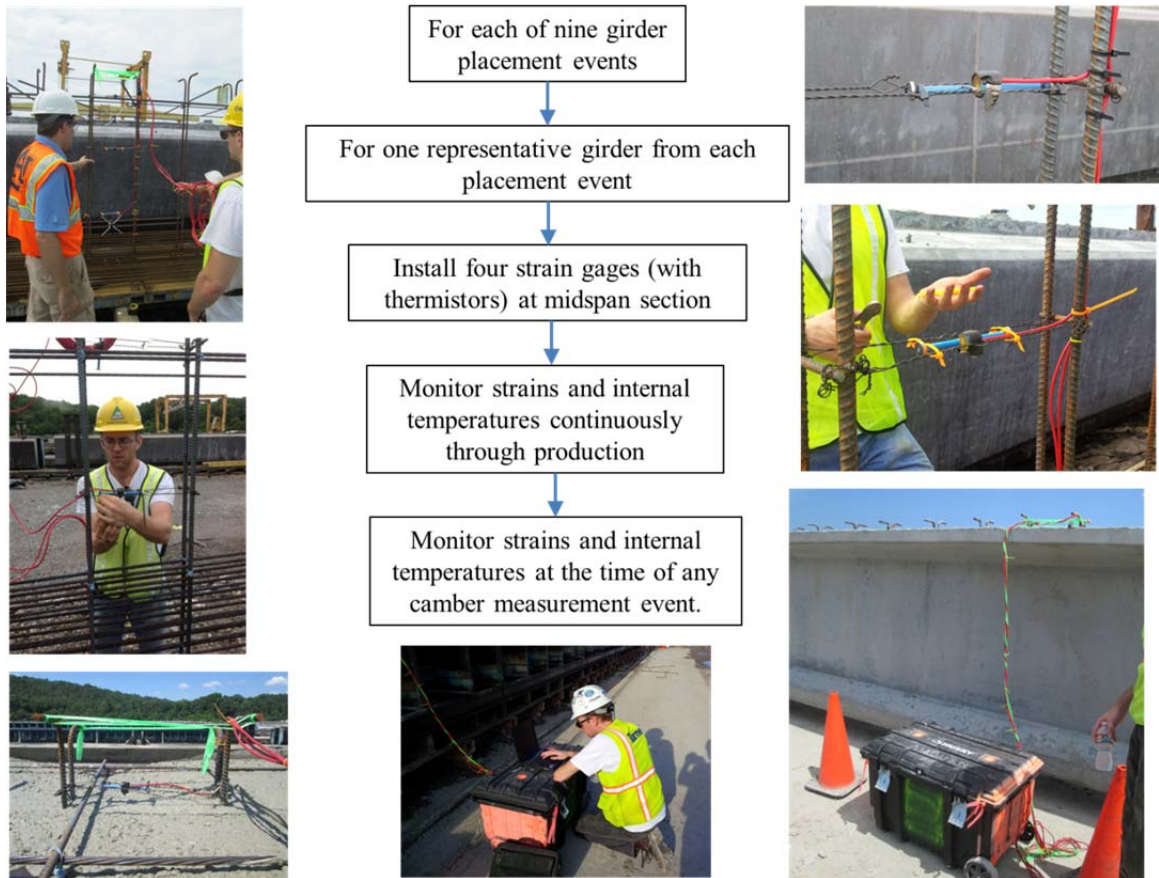 For each of nine girder
placement events
For one representative girder from each
placement event
Install four strain gages (with
thermistors) at midspan section
Monitor strains and internal
temperatures continuously
through production
Monitor strains and internal
temperatures at the time of any
camber measurement event.